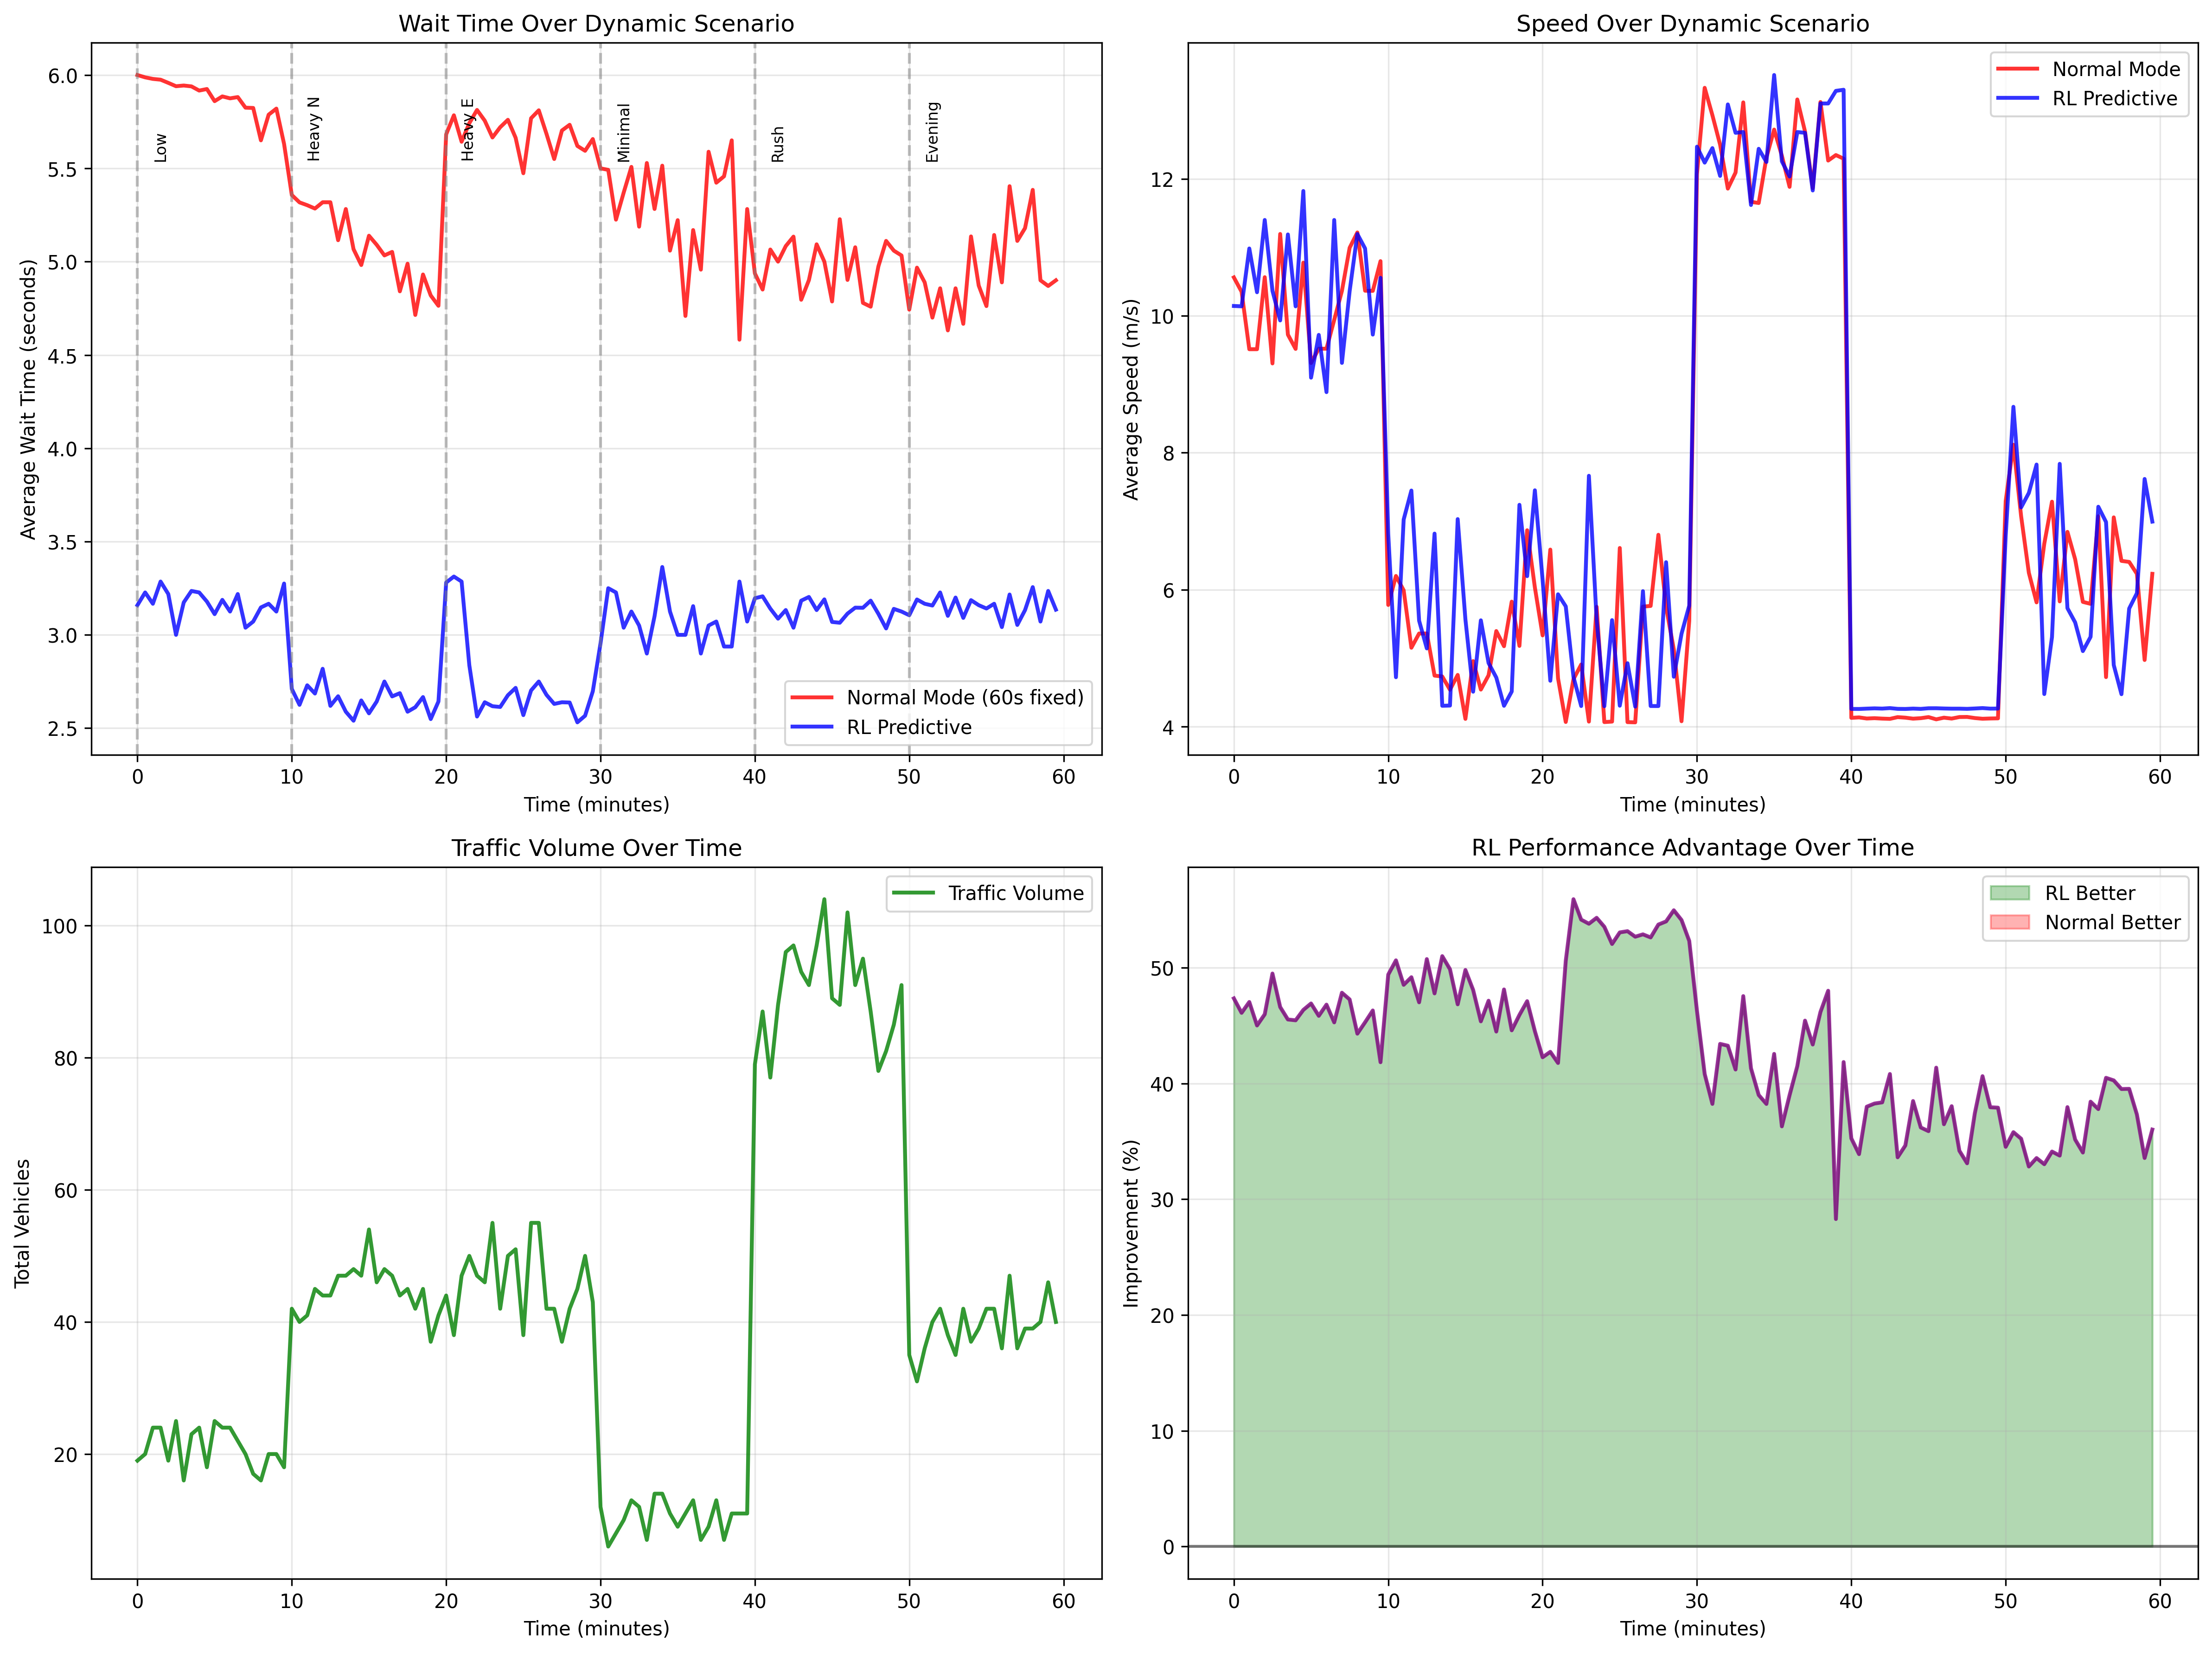 Wait Time Over Dynamic Scenario
Average Wait Time (seconds)
6.0
5.5
5.0
4.5
4.0
3.5
3.0
2.5
Low
Heavy N
Heavy E
Minimal
Rush
Evening
Normal Mode (60s fixed)
RL Predictive
0 10 20 30 40 50 60
Time (minutes)
Speed Over Dynamic Scenario
Average Speed (m/s)
12
10
8
6
4
Normal Mode
RL Predictive
0 10 20 30 40 50 60
Time (minutes)
Traffic Volume Over Time
Total Vehicles
100
80
60
40
20
Traffic Volume
0 10 20 30 40 50 60
Time (minutes)
RL Performance Advantage Over Time
Improvement (%)
50
40
30
20
10
0
RL Better
Normal Better
0 10 20 30 40 50 60
Time (minutes)